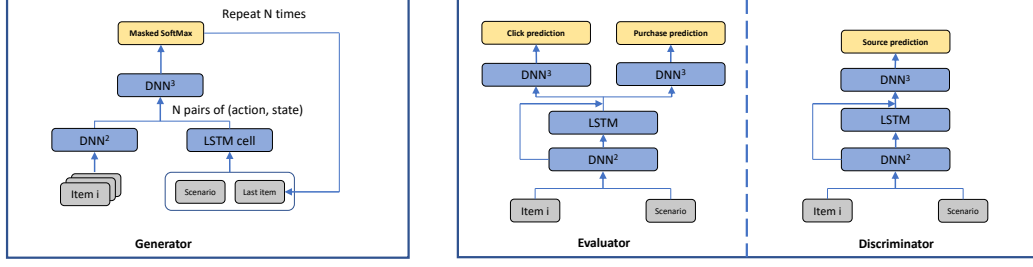 Repeat N times
Masked SoftMax
DNN³
N pairs of (action, state)
DNN²
LSTM cell
Item i
Scenario
Last item
Generator
Click prediction
Purchase prediction
DNN³
DNN³
LSTM
DNN²
Item i
Scenario
Evaluator
Source prediction
DNN³
LSTM
DNN²
Item i
Scenario
Discriminator